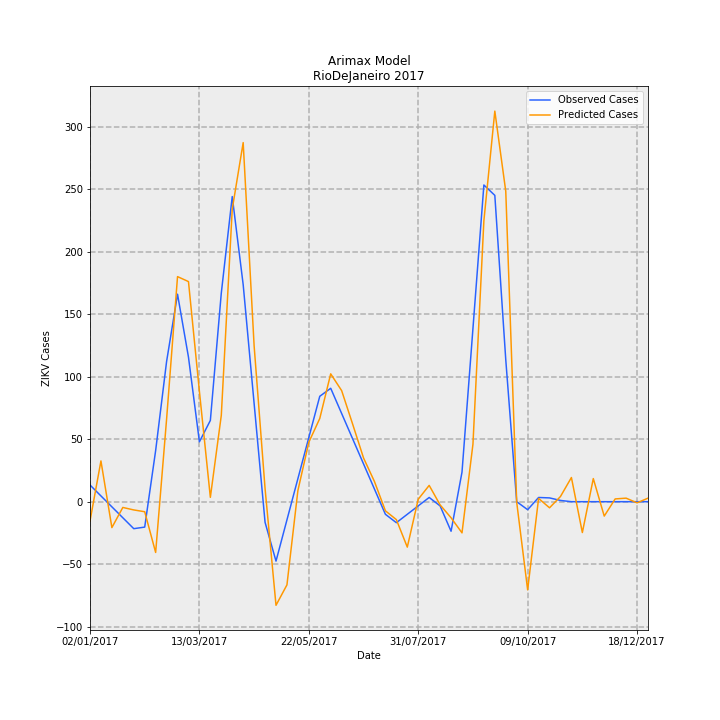 Arimax Model
RioDeJaneiro 2017
Observed Cases
Predicted Cases
300
250
200
150
100
50
0
−50
−100
ZIKV Cases
02/01/2017
13/03/2017
22/05/2017
31/07/2017
09/10/2017
18/12/2017
Date